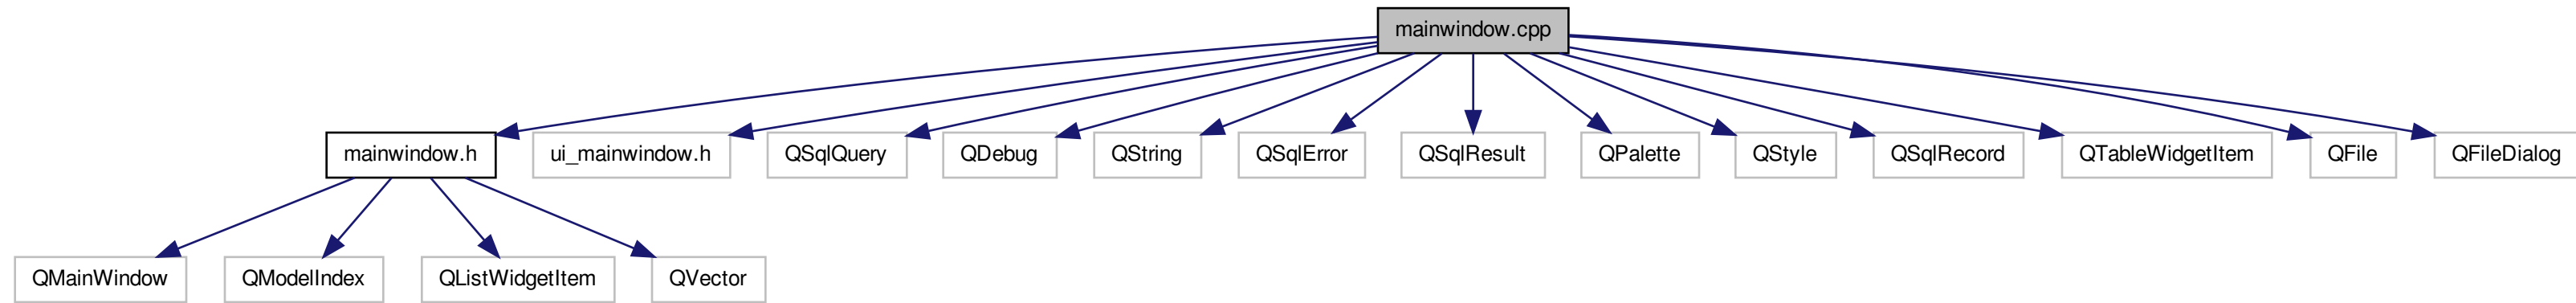 mainwindow.cpp
mainwindow.h
ui_mainwindow.h
QSqlQuery
QDebug
QString
QSqlError
QSqlResult
QPalette
QStyle
QSqlRecord
QTableWidgetItem
QFile
QFileDialog
QMainWindow
QModelIndex
QListWidgetItem
QVector